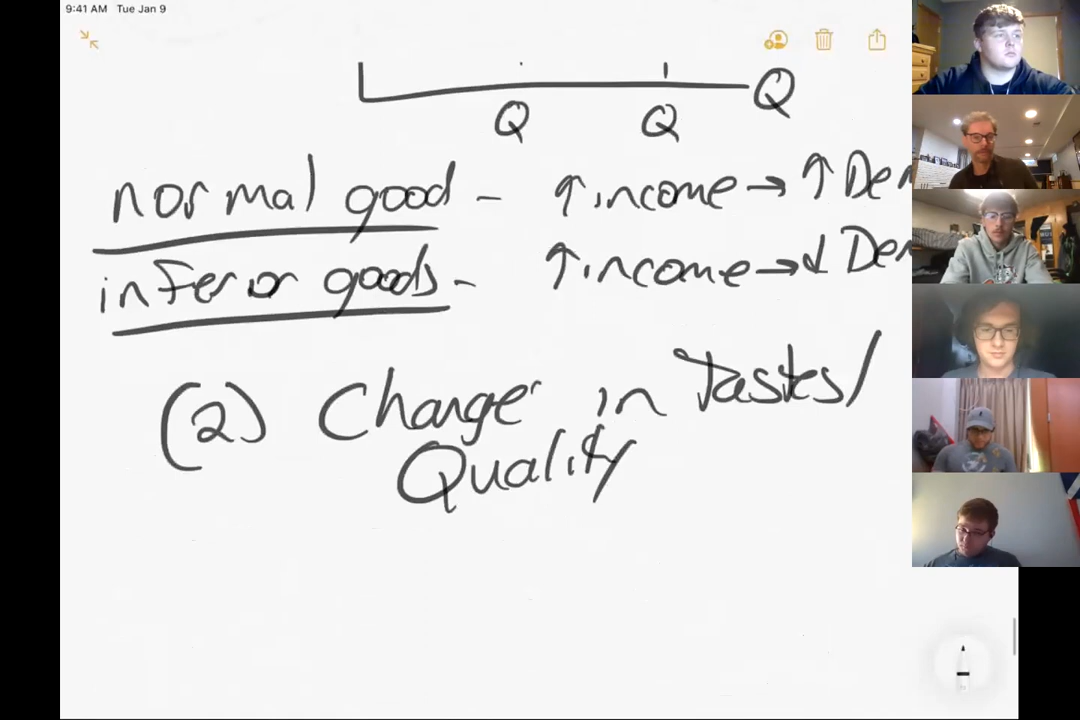 9:41 AM Tue Jan 9
Q
Q Q
normal good - ↑ income → ↑ Dem
inferior goods - ↑ income → ↓ Dem
(2) Change in Tastes/
Quality